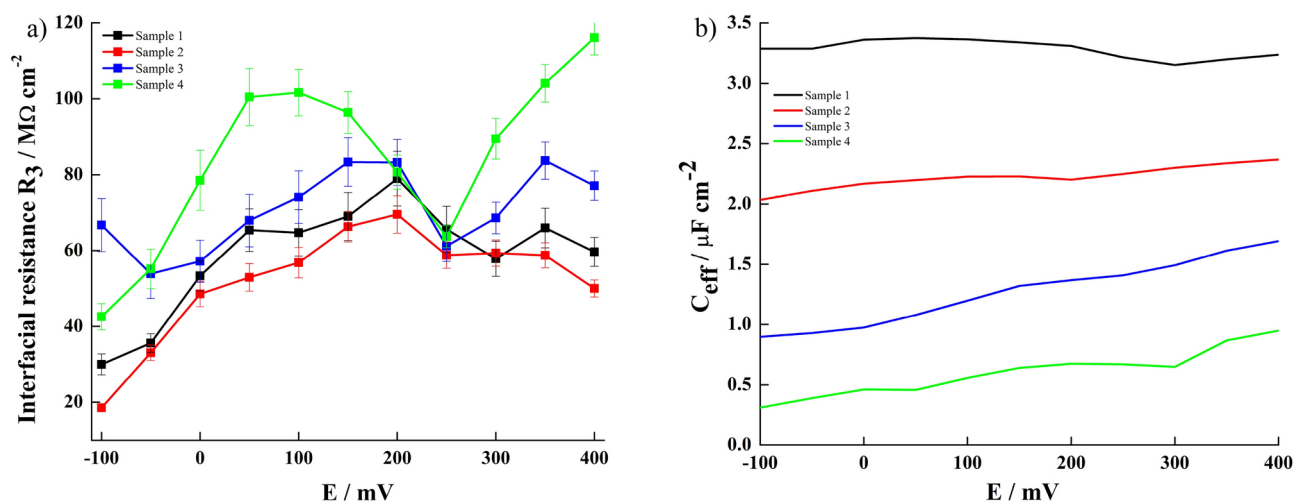 a)
Interfacial resistance R3 / MΩ cm-2
120
100
80
60
40
20
Sample 1
Sample 2
Sample 3
Sample 4
-100
0
100
200
300
400
E / mV
b)
Ceff / μF cm-2
3.5
3.0
2.5
2.0
1.5
1.0
0.5
0.0
Sample 1
Sample 2
Sample 3
Sample 4
-100
0
100
200
300
400
E / mV